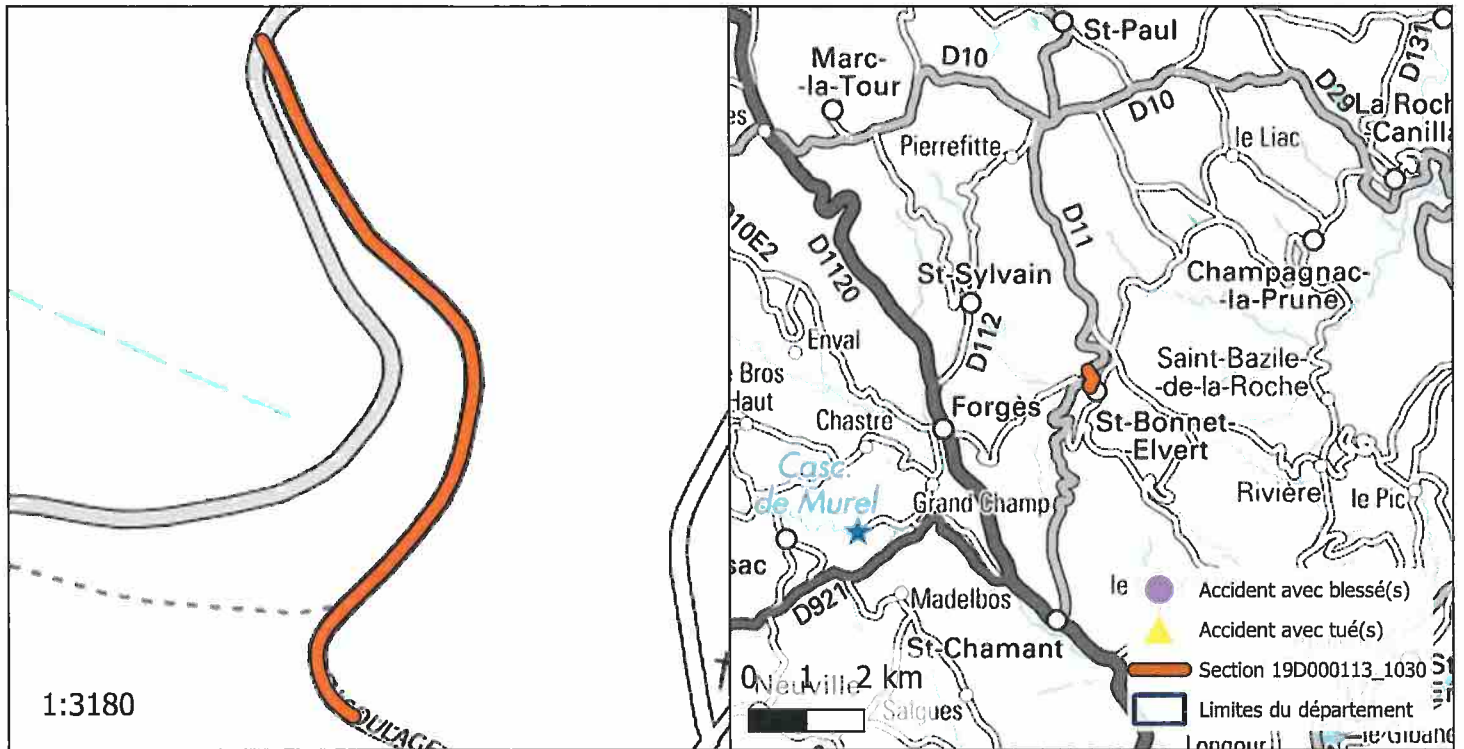 1:3180
St-Paul
Marc-
-la-Tour
D10
D131
D29
D10
La Roch
Canilla
Pierrefitte
le Liac
D11
D1120
St-Sylvain
Champagnac-
-la-Prune
D112
Enval
Saint-Bazile-
-de-la-Roche
Bros
Haut
Chastre
Forgès
St-Bonnet-
-Elvert
Casc.
de Murel
Grand Champ
Rivière
le Pic
sac
D921
Madelbos
le
St-Chamant
Accident avec blessé(s)
Accident avec tué(s)
Section 19D000113_1030
Limites du département
0 1 2 km
Neuville
Salgues